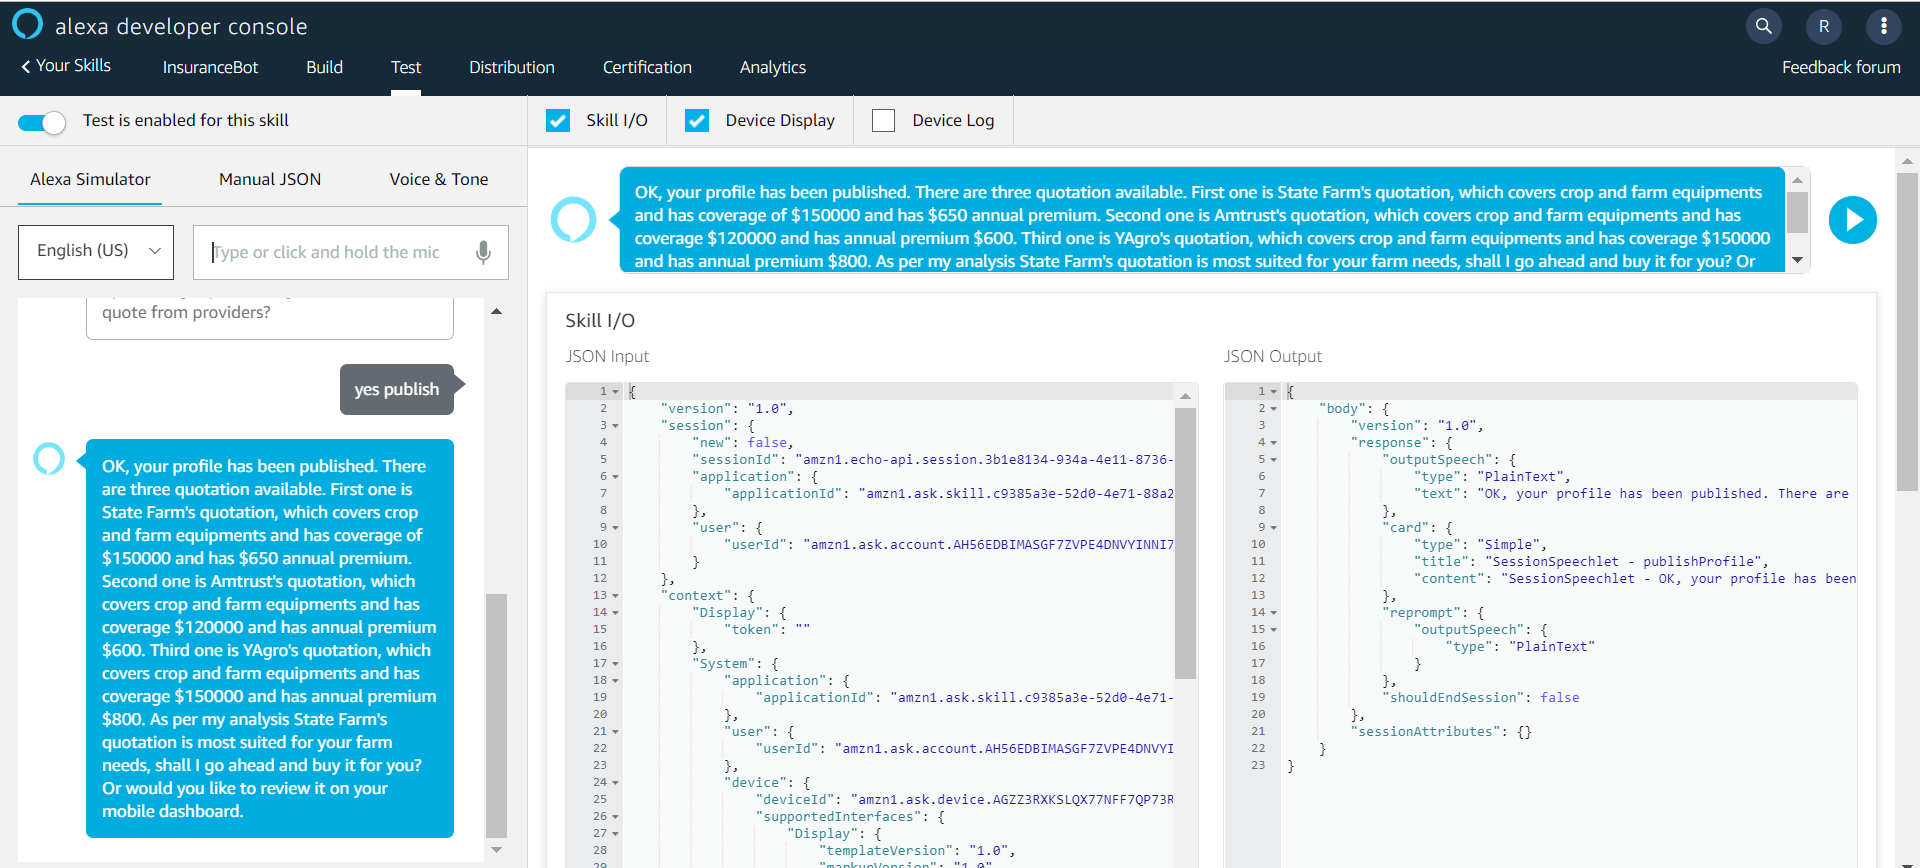 alexa developer console
R
Your Skills
InsuranceBot
Build
Test
Distribution
Certification
Analytics
Feedback forum
Test is enabled for this skill
Skill I/O
Device Display
Device Log
Alexa Simulator
Manual JSON
Voice & Tone
English (US)
Type or click and hold the mic
quote from providers?
yes publish
OK, your profile has been published. There
are three quotation available. First one is
State Farm's quotation, which covers crop
and farm equipments and has coverage of
$150000 and has $650 annual premium.
Second one is Amtrust's quotation, which
covers crop and farm equipments and has
coverage $120000 and has annual premium
$600. Third one is YAgro's quotation, which
covers crop and farm equipments and has
coverage $150000 and has annual premium
$800. As per my analysis State Farm's
quotation is most suited for your farm
needs, shall I go ahead and buy it for you?
Or would you like to review it on your
mobile dashboard.
OK, your profile has been published. There are three quotation available. First one is State Farm's quotation, which covers crop and farm equipments
and has coverage of $150000 and has $650 annual premium. Second one is Amtrust's quotation, which covers crop and farm equipments and has
coverage $120000 and has annual premium $600. Third one is YAgro's quotation, which covers crop and farm equipments and has coverage $150000
and has annual premium $800. As per my analysis State Farm's quotation is most suited for your farm needs, shall I go ahead and buy it for you? Or
Skill I/O
JSON Input
1 {
2 "version": "1.0",
3 "session": {
4 "new": false,
5 "sessionId": "amzn1.echo-api.session.3b1e8134-934a-4e11-8736-
6 "application": {
7 "applicationId": "amzn1.ask.skill.c9385a3e-52d0-4e71-88a2
8 },
9 "user": {
10 "userId": "amzn1.ask.account.AH56EDBIMASGF7ZVPE4DNVYINNI7
11 }
12 },
13 "context": {
14 "Display": {
15 "token": ""
16 },
17 "System": {
18 "application": {
19 "applicationId": "amzn1.ask.skill.c9385a3e-52d0-4e71-
20 },
21 "user": {
22 "userId": "amzn1.ask.account.AH56EDBIMASGF7ZVPE4DNVYI
23 },
24 "device": {
25 "deviceId": "amzn1.ask.device.AGZZ3RXKSLQX77NFF7QP73R
26 "supportedInterfaces": {
27 "Display": {
28 "templateVersion": "1.0",
29 "markupVersion": "1.0"
JSON Output
1 {
2 "body": {
3 "version": "1.0",
4 "response": {
5 "outputSpeech": {
6 "type": "PlainText",
7 "text": "OK, your profile has been published. There are
8 },
9 "card": {
10 "type": "Simple",
11 "title": "SessionSpeechlet - publishProfile",
12 "content": "SessionSpeechlet - OK, your profile has been
13 },
14 "reprompt": {
15 "outputSpeech": {
16 "type": "PlainText"
17 }
18 },
19 "shouldEndSession": false
20 },
21 "sessionAttributes": {}
22 }
23 }